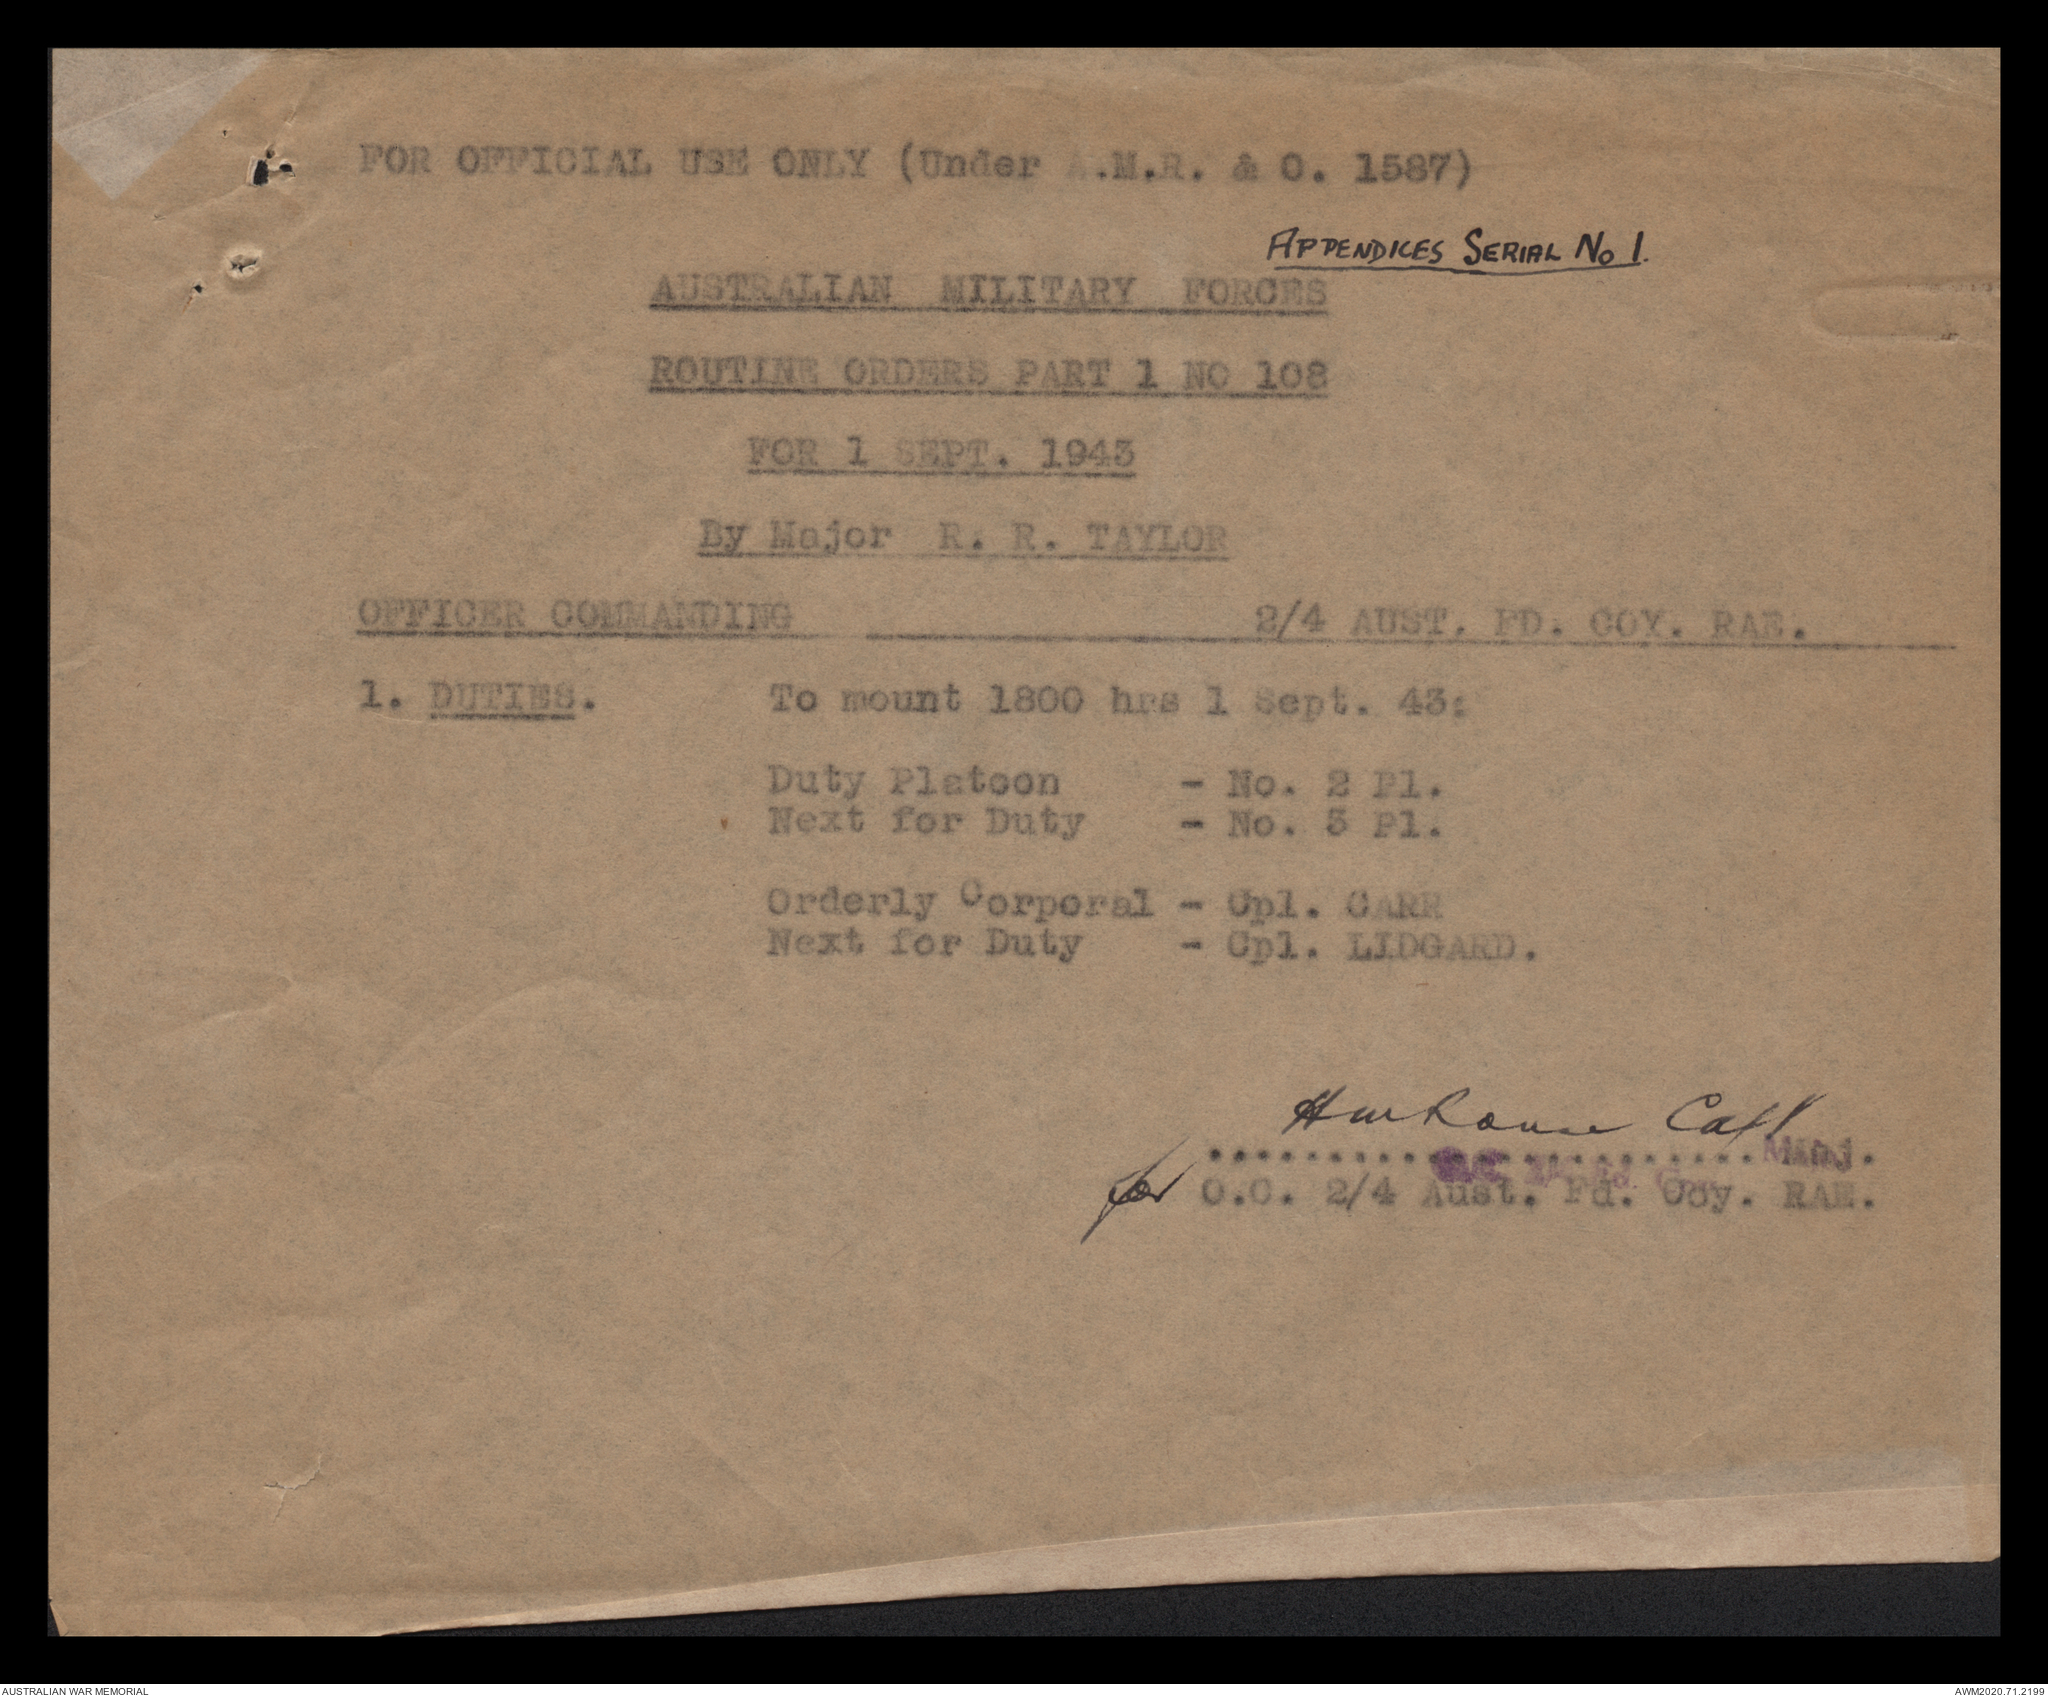 FOR OFFICIAL USE ONLY (Under A.M.R. & O. 1587)
APPENDICES SERIAL No 1.
AUSTRALIAN MILITARY FORCES
ROUTINE ORDERS PART 1 NO 108
FOR 1 SEPT. 1943
By Major R. R. TAYLOR
OFFICER COMMANDING 2/4 AUST. FD. COY. RAE.
1. DUTIES. To mount 1800 hrs 1 Sept. 43:
Duty Platoon - No. 2 Pl.
Next for Duty - No. 3 Pl.
Orderly Corporal - Cpl. CARR
Next for Duty - Cpl. LIDGARD.
Capt
.......................Maj.
for O.C. 2/4 Aust. Fd. Coy. RAE.
AUSTRALIAN WAR MEMORIAL
AWM2020.71.2199